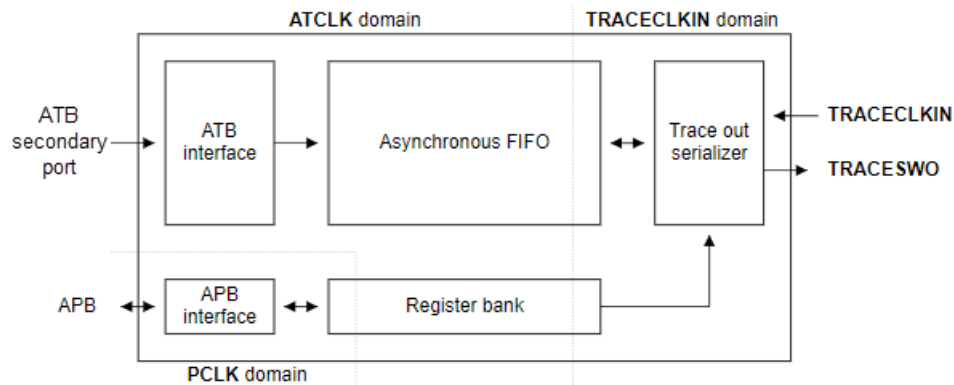 ATCLK domain
TRACECLKIN domain
ATB
secondary
port
ATB
interface
Asynchronous FIFO
Trace out
serializer
TRACECLKIN
TRACESWO
APB
APB
interface
Register bank
PCLK domain